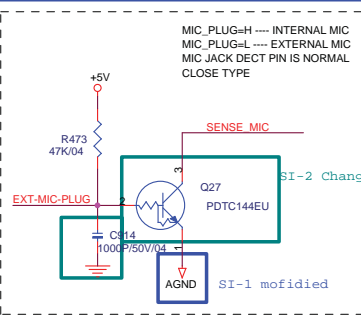 MIC_PLUG=H ---- INTERNAL MIC
MIC_PLUG=L ---- EXTERNAL MIC
MIC JACK DECT PIN IS NORMAL
CLOSE TYPE
+5V
R473
47K/04
SENSE_MIC
3
SI-2 Chang
Q27
EXT-MIC-PLUG
2
PDTC144EU
C914
1000P/50V/04
1
AGND
SI-1 mofidied